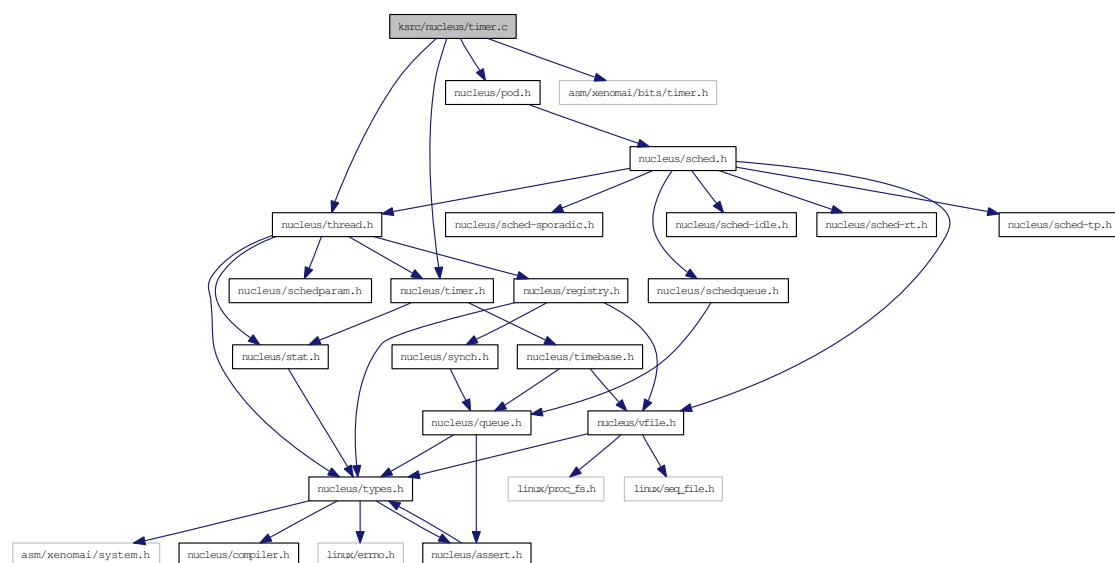 ksrc/nucleus/timer.c
nucleus/pod.h
asm/xenomai/bits/timer.h
nucleus/sched.h
nucleus/thread.h
nucleus/sched-sporadic.h
nucleus/sched-idle.h
nucleus/sched-rt.h
nucleus/sched-tp.h
nucleus/schedparam.h
nucleus/timer.h
nucleus/registry.h
nucleus/schedqueue.h
nucleus/stat.h
nucleus/synch.h
nucleus/timebase.h
nucleus/queue.h
nucleus/vfile.h
nucleus/types.h
linux/proc_fs.h
linux/seq_file.h
asm/xenomai/system.h
nucleus/compiler.h
linux/errno.h
nucleus/assert.h